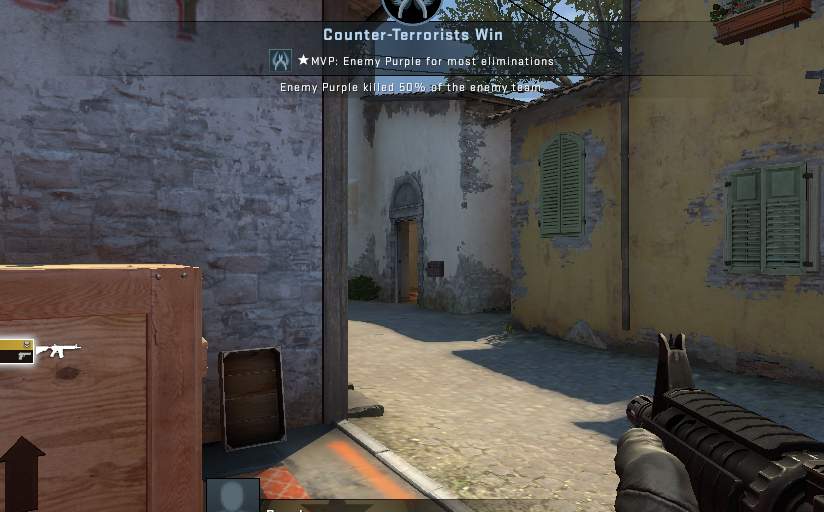 Counter-Terrorists Win
★MVP: Enemy Purple for most eliminations
Enemy Purple killed 50% of the enemy team.